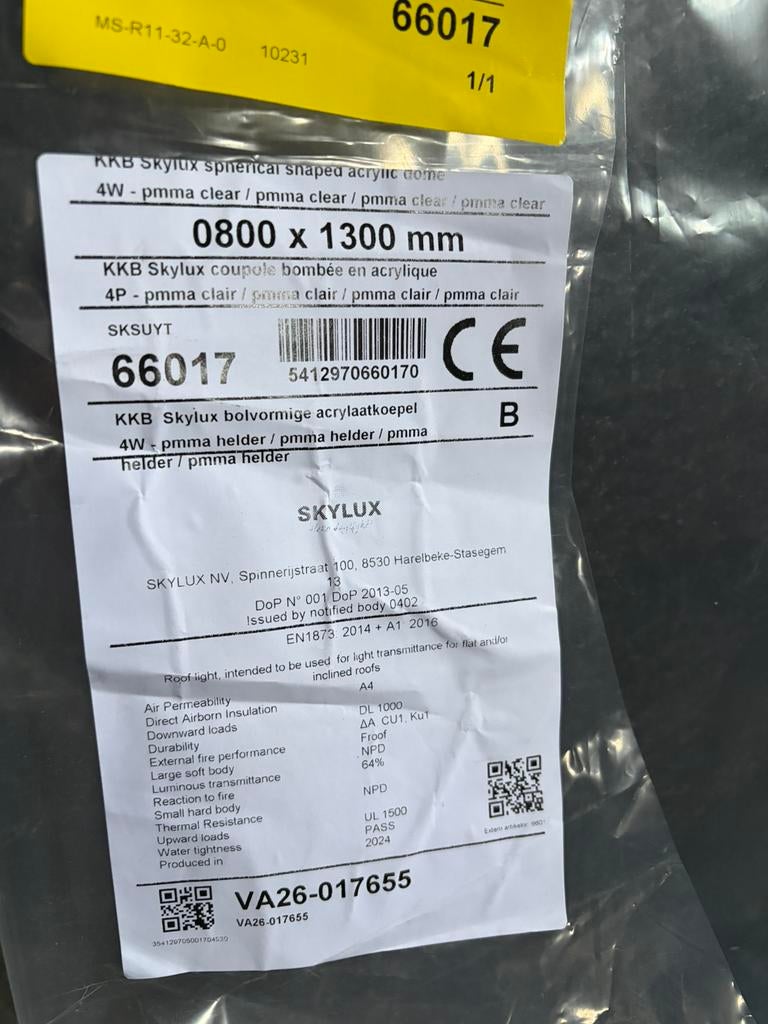 66017
MS-R11-32-A-0 10231
1/1
KKB Skylux spherical shaped acrylic dome
4W - pmma clear / pmma clear / pmma clear / pmma clear
0800 x 1300 mm
KKB Skylux coupole bombée en acrylique
4P - pmma clair / pmma clair / pmma clair / pmma clair
SKSUYT
66017
5412970660170
CE
KKB Skylux bolvormige acrylaatkoepel
B
4W - pmma helder / pmma helder / pmma
helder / pmma helder
SKYLUX
SKYLUX NV, Spinnerijstraat 100, 8530 Harelbeke-Stasegem
13
DoP N° 001 DoP 2013-05
Issued by notified body 0402
EN1873: 2014 + A1: 2016
Roof light, intended to be used for light transmittance for flat and/or
inclined roofs
Air Permeability A4
Direct Airborn Insulation
Downward loads DL 1000
Durability ΔA, CU1, Ku1
External fire performance Froof
Large soft body NPD
Luminous transmittance 64%
Reaction to fire
Small hard body NPD
Thermal Resistance
Upward loads UL 1500
Water tightness PASS
Produced in 2024
VA26-017655
VA26-017655